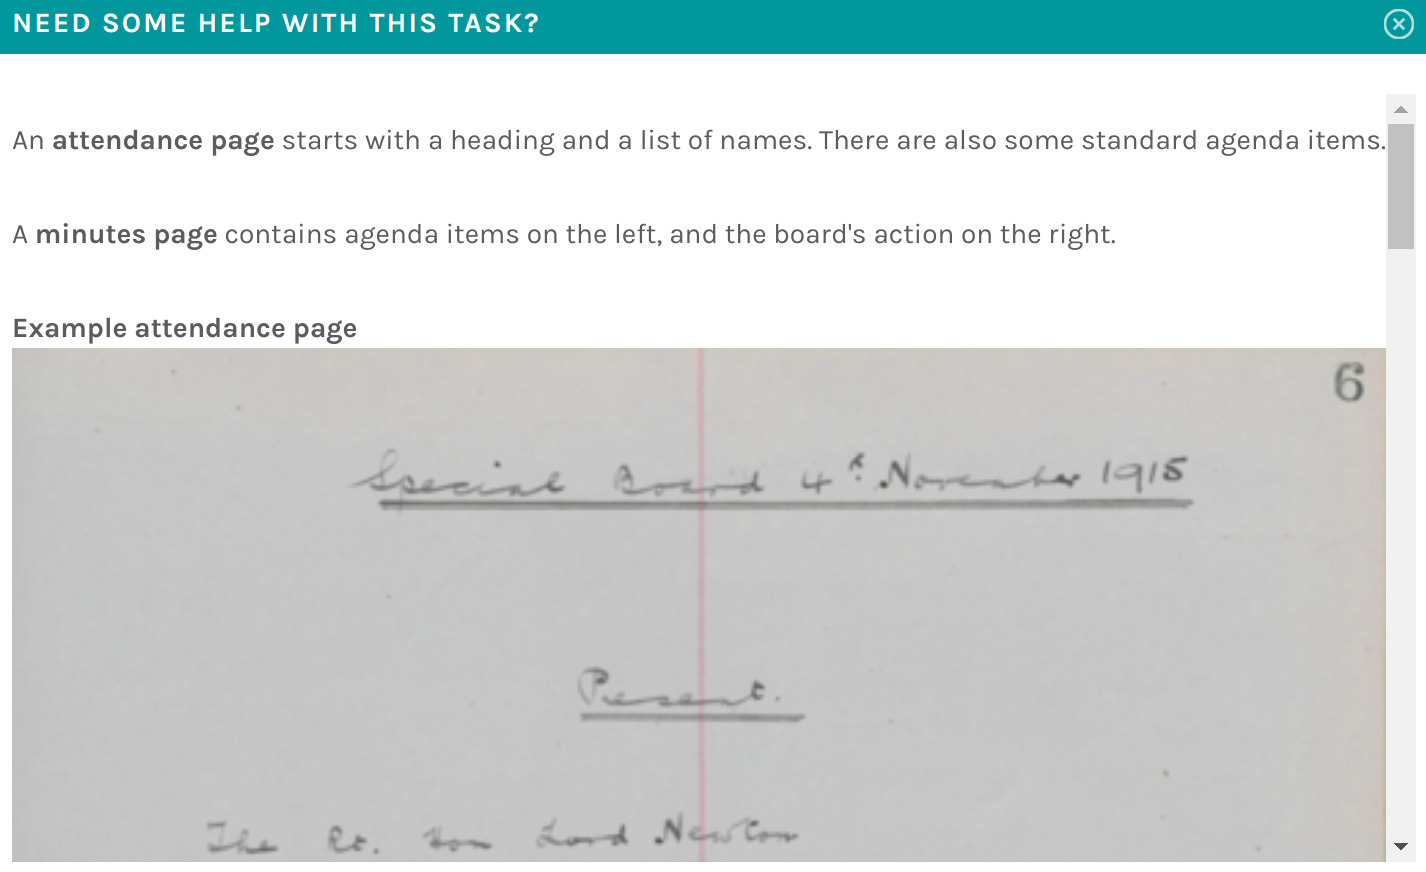 NEED SOME HELP WITH THIS TASK?
An attendance page starts with a heading and a list of names. There are also some standard agenda items.
A minutes page contains agenda items on the left, and the board's action on the right.
Example attendance page
6
Special Board 4th November 1915
Present.
The Rt. Hon Lord Newton